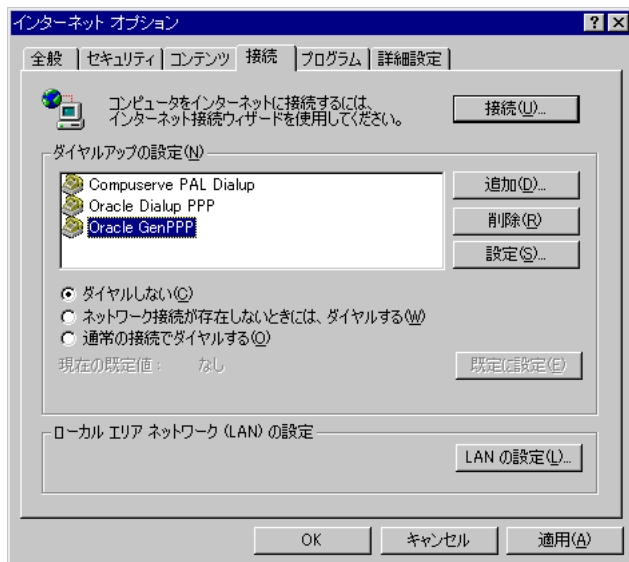 インターネット オプション
全般
セキュリティ
コンテンツ
接続
プログラム
詳細設定
コンピュータをインターネットに接続するには、
インターネット接続ウィザードを使用してください。
接続(U)...
ダイヤルアップの設定(N)
Compuserve PAL Dialup
Oracle Dialup PPP
Oracle GenPPP
追加(D)...
削除(R)
設定(S)...
ダイヤルしない(C)
ネットワーク接続が存在しないときには、ダイヤルする(W)
通常の接続でダイヤルする(O)
現在の既定値 : なし
既定に設定(E)
ローカル エリア ネットワーク (LAN) の設定
LAN の設定(L)...
OK
キャンセル
適用(A)